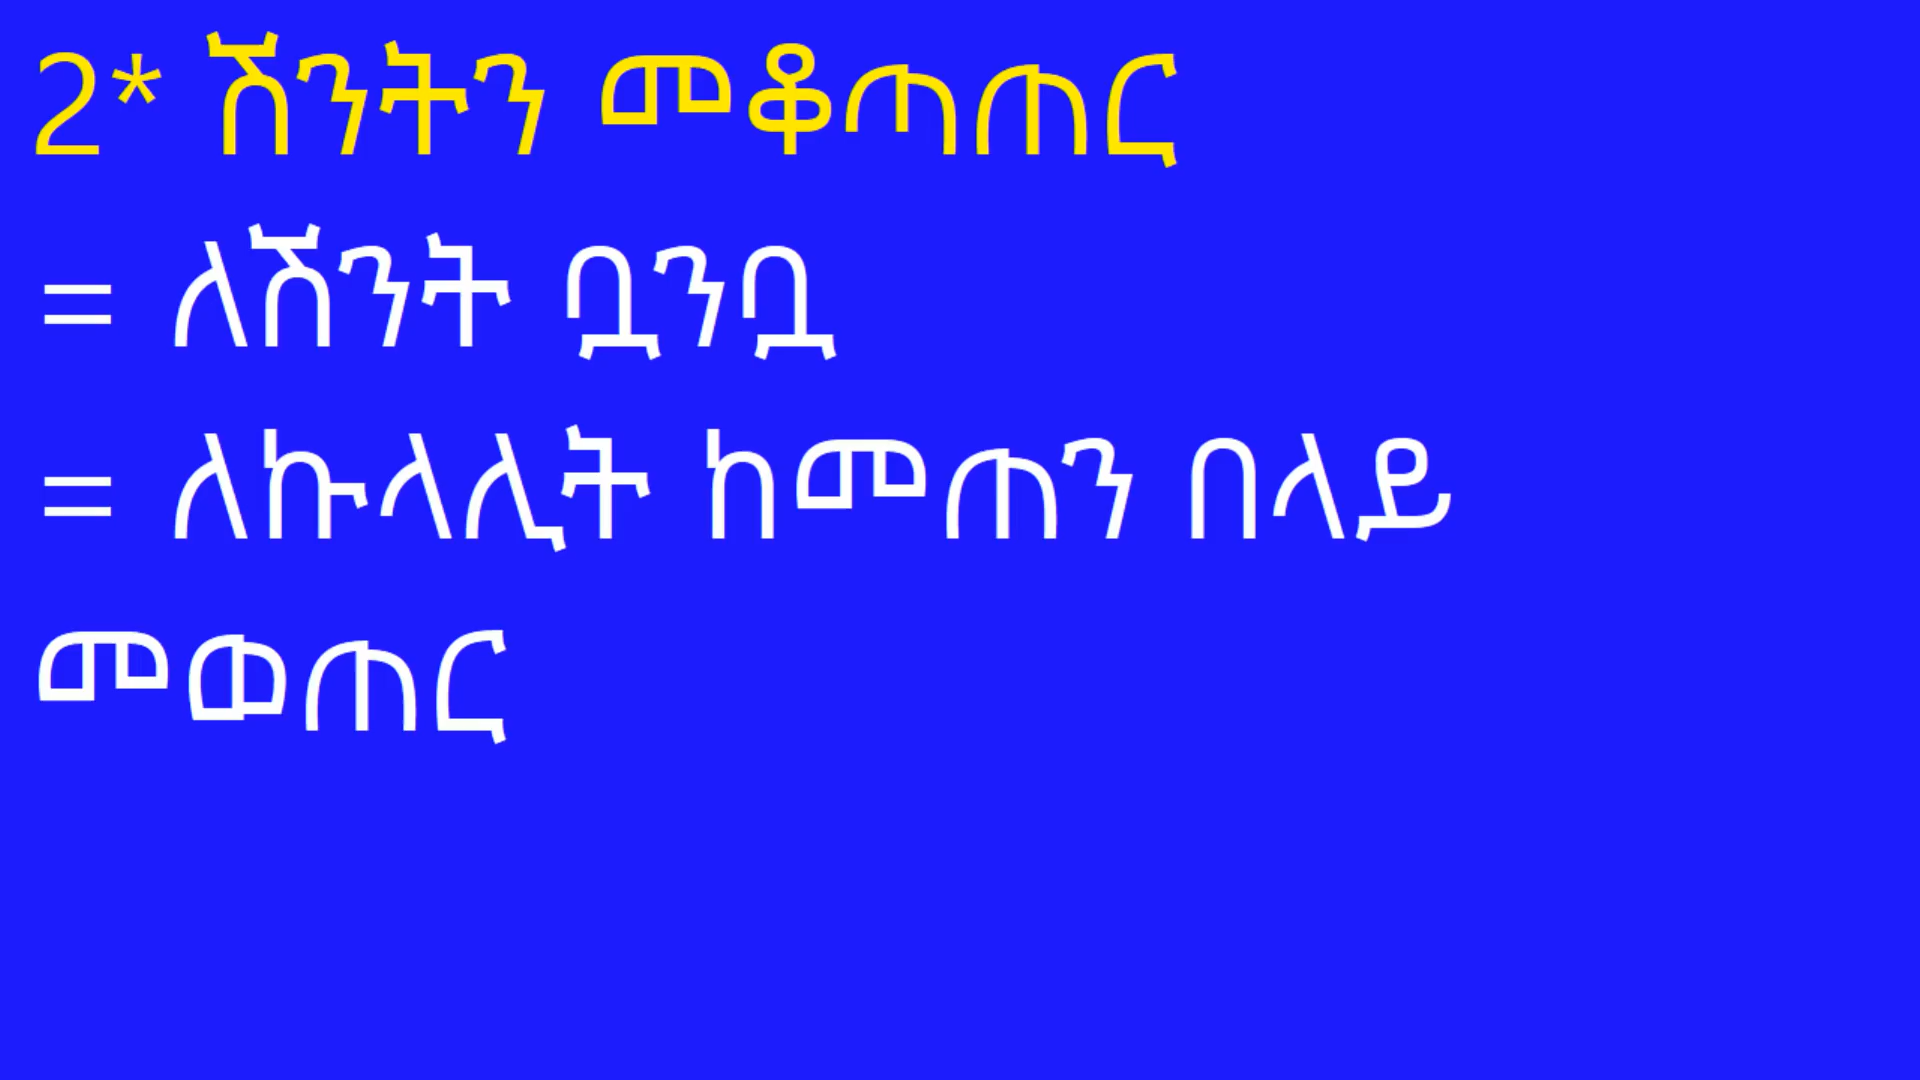 2* ሽንትን መቆጣጠር
= ለሽንት ቧንቧ
= ለኩላሊት ከመጠን በላይ
መወጠር